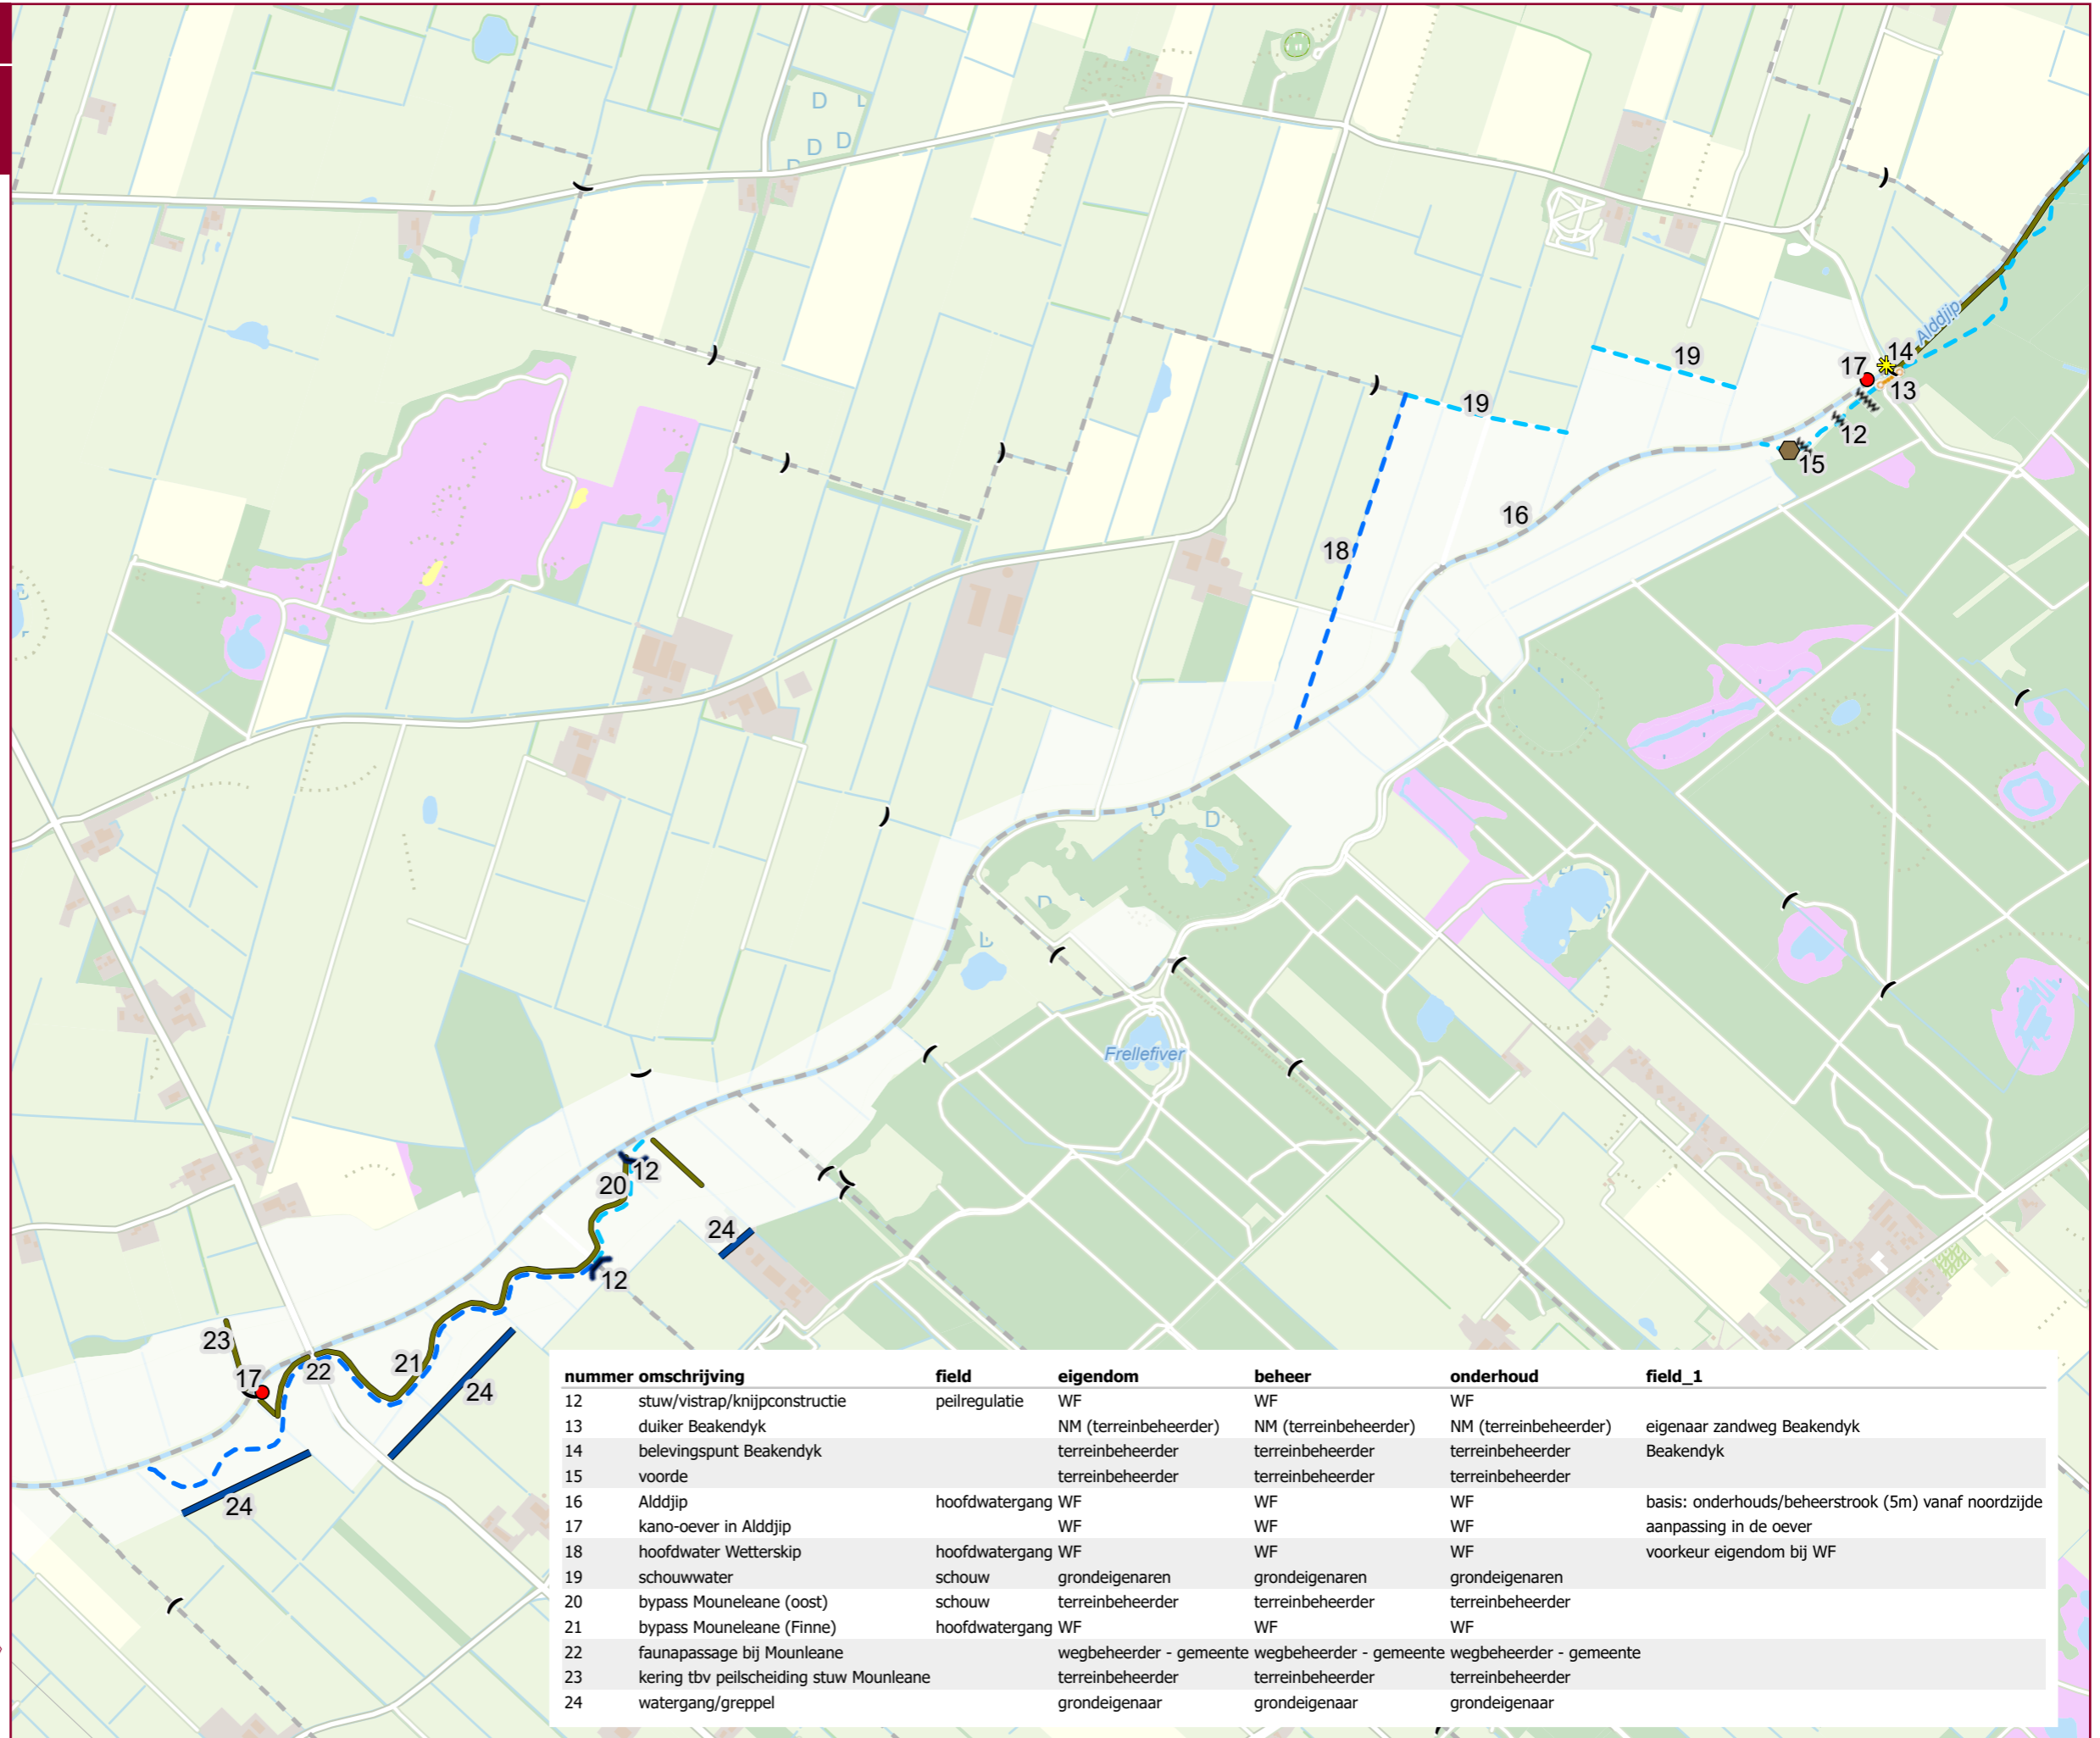 D
D
D
D
Alddjip
14
17
13
19
19
12
15
16
18
D
D
D
D
Frellefiver
12
20
24
12
23
22
21
17
24
24
nummer omschrijving field eigendom beheer onderhoud field_1
12 stuw/vistrap/knijpconstructie peilregulatie WF WF WF
13 duiker Beakendyk NM (terreinbeheerder) NM (terreinbeheerder) NM (terreinbeheerder) eigenaar zandweg Beakendyk
14 belevingspunt Beakendyk terreinbeheerder terreinbeheerder terreinbeheerder Beakendyk
15 voorde terreinbeheerder terreinbeheerder terreinbeheerder
16 Alddjip hoofdwatergang WF WF WF basis: onderhouds/beheerstrook (5m) vanaf noordzijde
17 kano-oever in Alddjip WF WF WF aanpassing in de oever
18 hoofdwater Wetterskip hoofdwatergang WF WF WF voorkeur eigendom bij WF
19 schouwwater schouw grondeigenaren grondeigenaren grondeigenaren
20 bypass Mouneleane (oost) schouw terreinbeheerder terreinbeheerder terreinbeheerder
21 bypass Mouneleane (Finne) hoofdwatergang WF WF WF
22 faunapassage bij Mounleane wegbeheerder - gemeente wegbeheerder - gemeente wegbeheerder - gemeente
23 kering tbv peilscheiding stuw Mounleane terreinbeheerder terreinbeheerder terreinbeheerder
24 watergang/greppel grondeigenaar grondeigenaar grondeigenaar